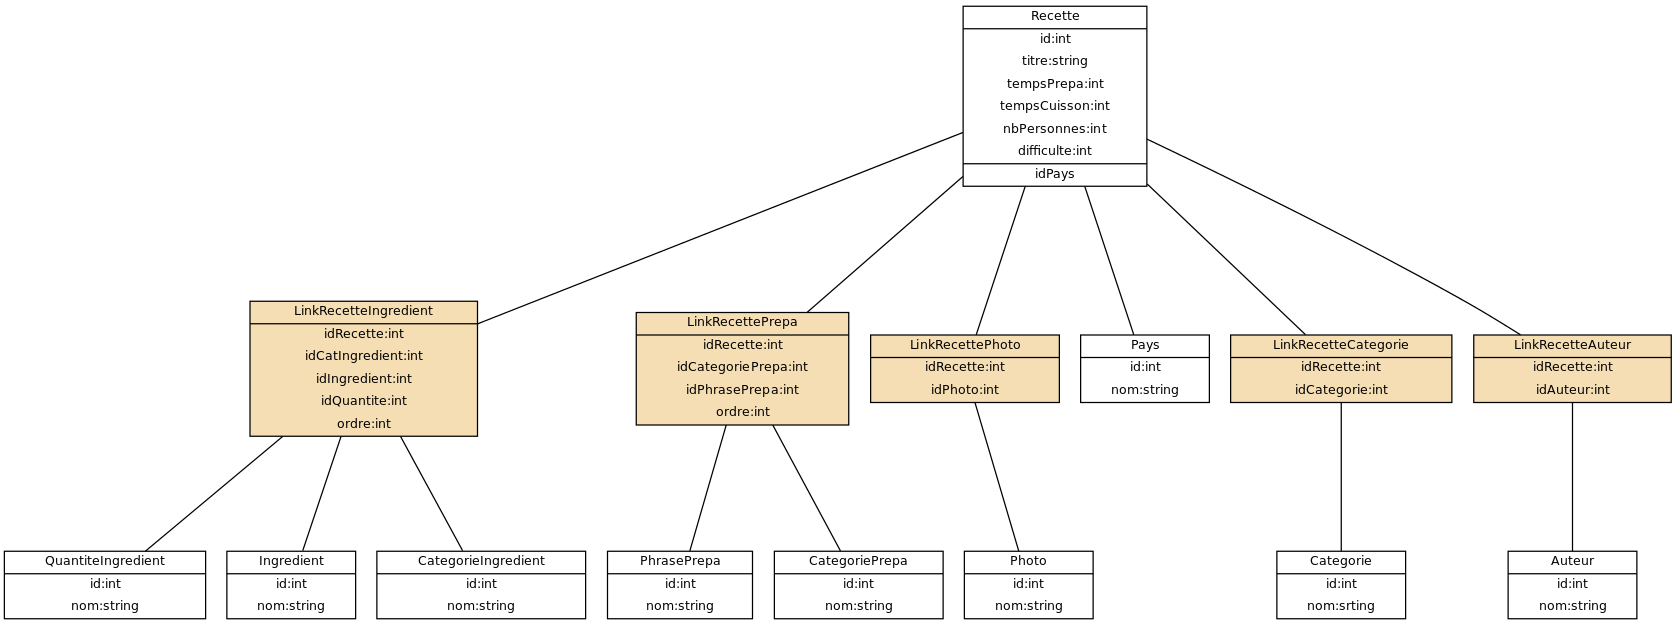 Recette
id:int
titre:string
tempsPrepa:int
tempsCuisson:int
nbPersonnes:int
difficulte:int
idPays
LinkRecetteIngredient
idRecette:int
idCatIngredient:int
idIngredient:int
idQuantite:int
ordre:int
LinkRecettePrepa
idRecette:int
idCategoriePrepa:int
idPhrasePrepa:int
ordre:int
LinkRecettePhoto
idRecette:int
idPhoto:int
Pays
id:int
nom:string
LinkRecetteCategorie
idRecette:int
idCategorie:int
LinkRecetteAuteur
idRecette:int
idAuteur:int
QuantiteIngredient
id:int
nom:string
Ingredient
id:int
nom:string
CategorieIngredient
id:int
nom:string
PhrasePrepa
id:int
nom:string
CategoriePrepa
id:int
nom:string
Photo
id:int
nom:string
Categorie
id:int
nom:srting
Auteur
id:int
nom:string